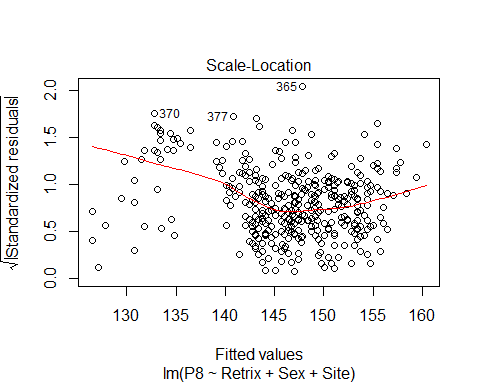 Scale-Location
√|Standardized residuals|
2.0
1.5
1.0
0.5
0.0
365
370
377
130 135 140 145 150 155 160
Fitted values
lm(P8 ~ Retrix + Sex + Site)